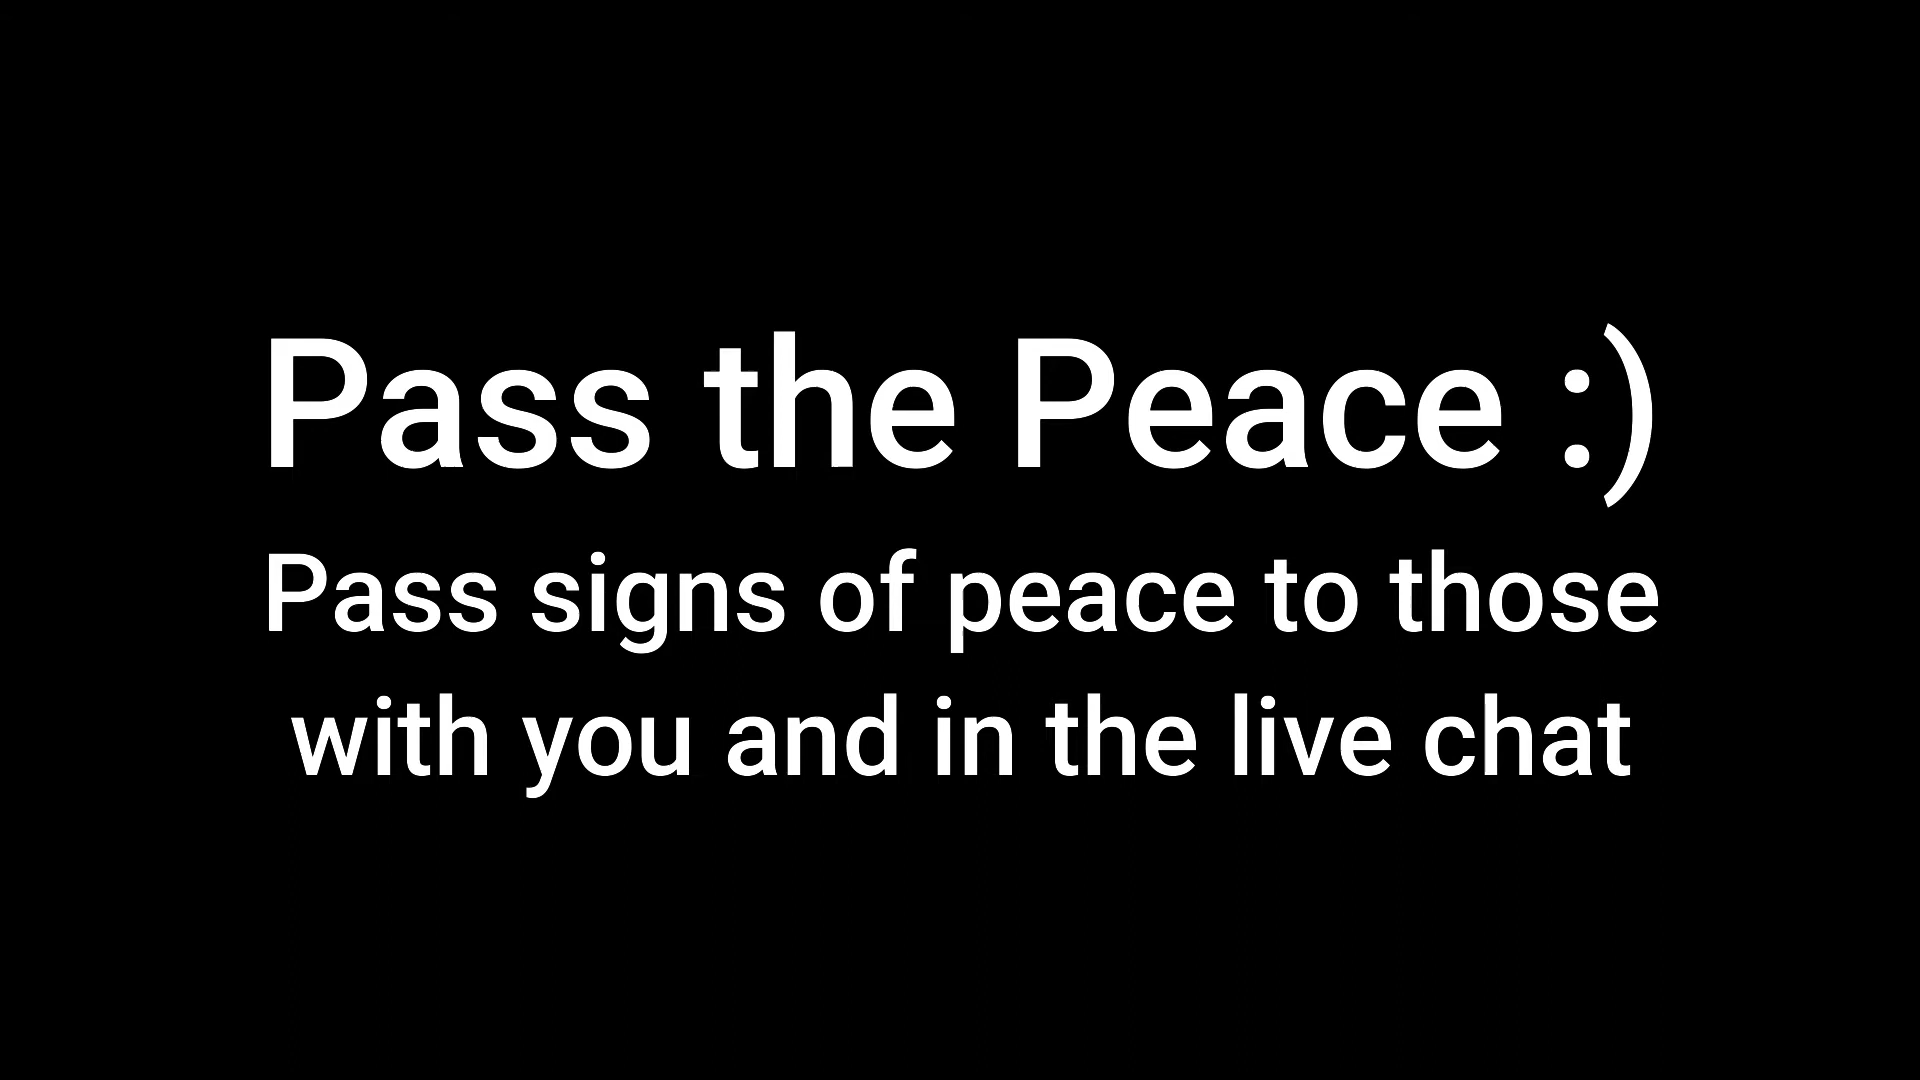 Pass the Peace :)
Pass signs of peace to those
with you and in the live chat